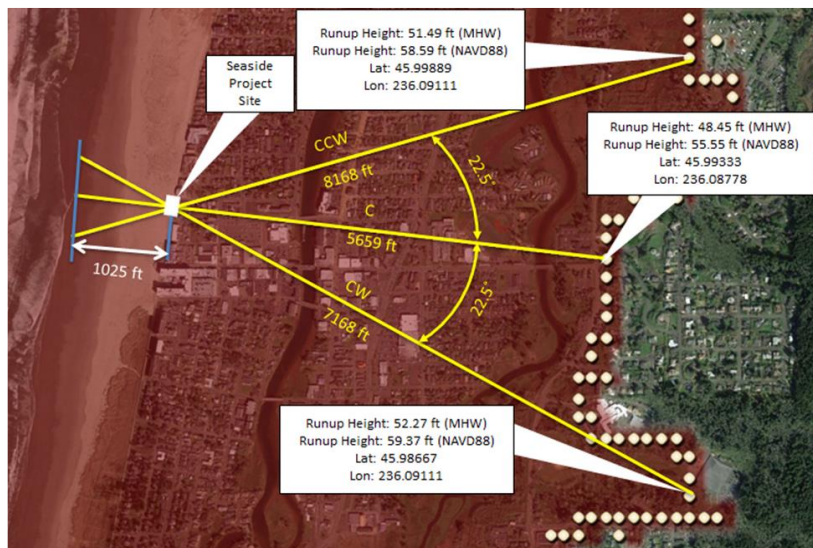 Runup Height: 51.49 ft (MHW)
Runup Height: 58.59 ft (NAVD88)
Lat: 45.99889
Lon: 236.09111
Seaside
Project
Site
Runup Height: 48.45 ft (MHW)
Runup Height: 55.55 ft (NAVD88)
Lat: 45.99333
Lon: 236.08778
CCW
8168 ft
22.5°
C
5659 ft
1025 ft
CW
7168 ft
22.5°
Runup Height: 52.27 ft (MHW)
Runup Height: 59.37 ft (NAVD88)
Lat: 45.98667
Lon: 236.09111